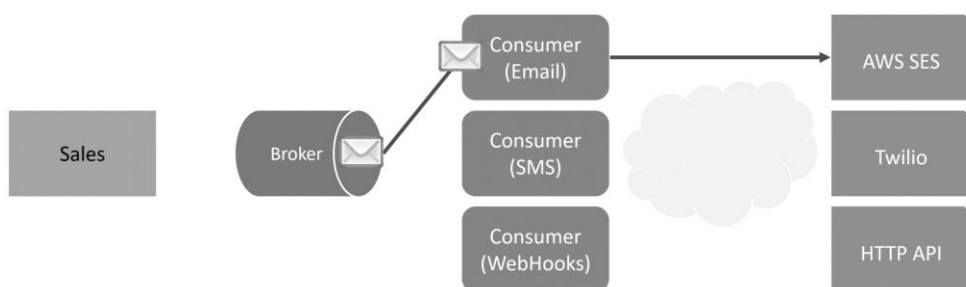 Sales
Broker
Consumer
(Email)
Consumer
(SMS)
Consumer
(WebHooks)
AWS SES
Twilio
HTTP API